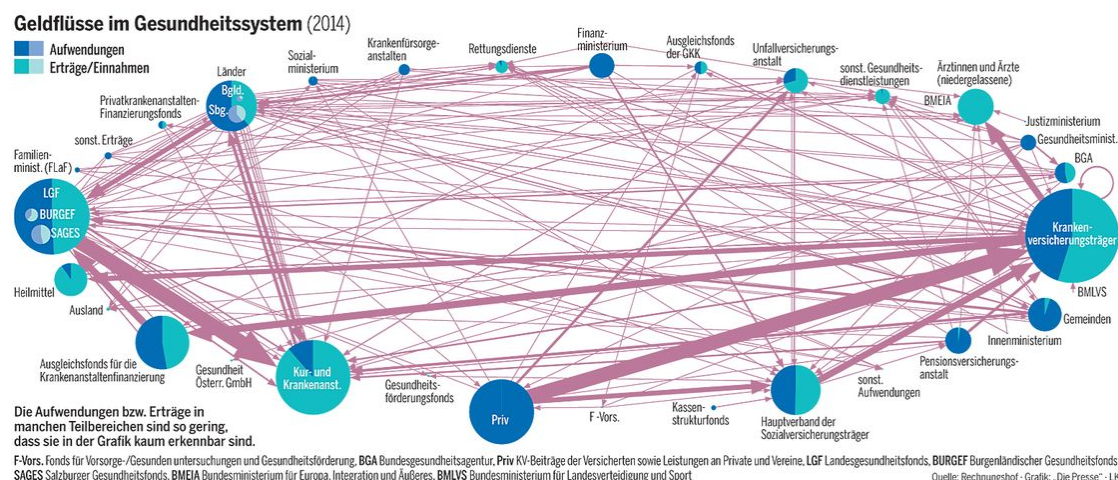 Geldflüsse im Gesundheitssystem (2014)
Aufwendungen
Erträge/Einnahmen
Länder
Bgld.
Sbg.
Sozial-
ministerium
Krankenfürsorge-
anstalten
Rettungsdienste
Finanz-
ministerium
Ausgleichsfonds
der GKK
Unfallversicherungs-
anstalt
sonst. Gesundheits-
dienstleistungen
Ärztinnen und Ärzte
(niedergelassene)
BMEIA
Justizministerium
Gesundheitsminist.
BGA
Privatkrankenanstalten-
Finanzierungsfonds
sonst. Erträge
Familien-
minist. (FLaF)
LGF
BURGEF
SAGES
Kranken-
versicherungsträger
BMLVS
Heilmittel
Ausland
Gemeinden
Innenministerium
Pensionsversicherungs-
anstalt
sonst.
Aufwendungen
Ausgleichsfonds für die
Krankenanstaltenfinanzierung
Gesundheit
Österr. GmbH
Kur- und
Krankenanst.
Gesundheits-
förderungsfonds
Priv
F -Vors.
Kassen-
strukturfonds
Hauptverband der
Sozialversicherungsträger
Die Aufwendungen bzw. Erträge in
manchen Teilbereichen sind so gering,
dass sie in der Grafik kaum erkennbar sind.
F-Vors. Fonds für Vorsorge-/Gesunden untersuchungen und Gesundheitsförderung, BGA Bundesgesundheitsagentur, Priv KV-Beiträge der Versicherten sowie Leistungen an Private und Vereine, LGF Landesgesundheitsfonds, BURGEF Burgenländischer Gesundheitsfonds
SAGES Salzburger Gesundheitsfonds, BMEIA Bundesministerium für Europa, Integration und Äußeres, BMLVS Bundesministerium für Landesverteidigung und Sport
Quelle: Rechnungshof · Grafik: „Die Presse" · LK